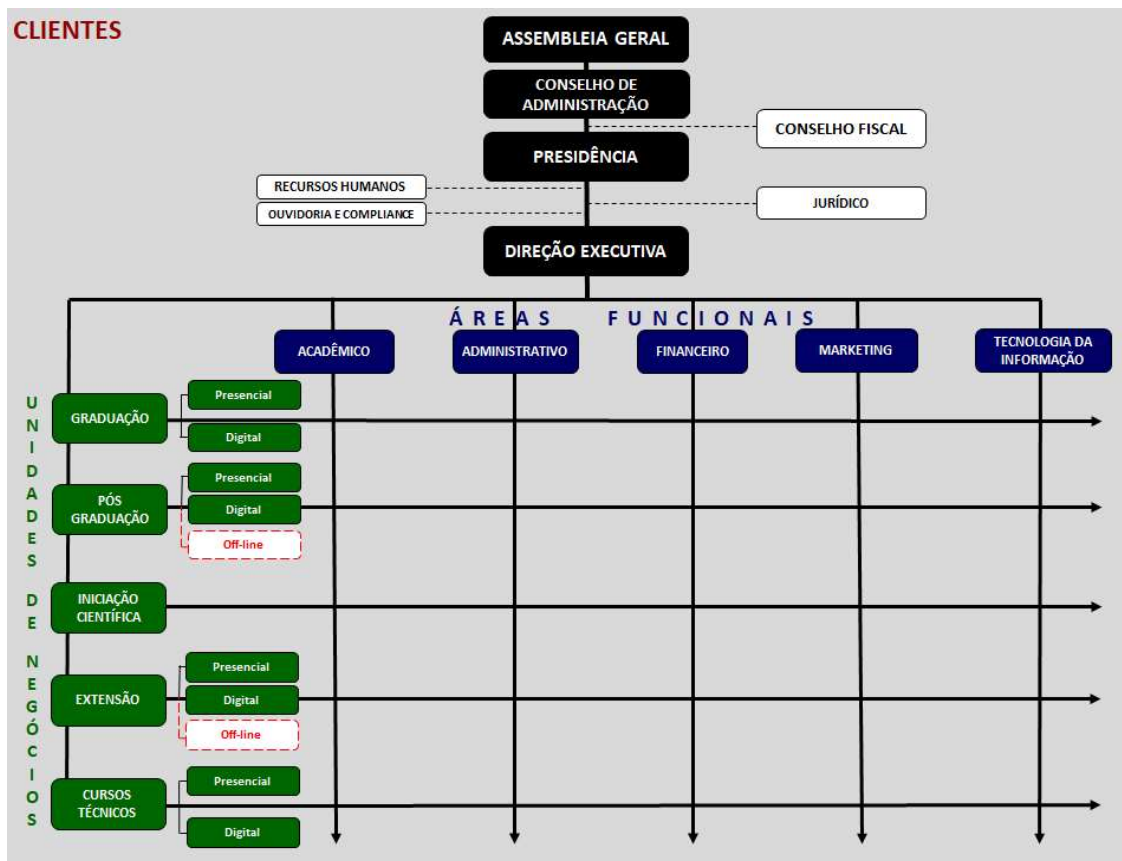 CLIENTES
ASSEMBLEIA GERAL
CONSELHO DE
ADMINISTRAÇÃO
CONSELHO FISCAL
PRESIDÊNCIA
RECURSOS HUMANOS
OUVIDORIA E COMPLIANCE
JURÍDICO
DIREÇÃO EXECUTIVA
ÁREAS FUNCIONAIS
ACADÊMICO
ADMINISTRATIVO
FINANCEIRO
MARKETING
TECNOLOGIA DA
INFORMAÇÃO
UNIDADES DE NEGÓCIOS
GRADUAÇÃO
Presencial
Digital
PÓS
GRADUAÇÃO
Presencial
Digital
Off-line
INICIAÇÃO
CIENTÍFICA
EXTENSÃO
Presencial
Digital
Off-line
CURSOS
TÉCNICOS
Presencial
Digital